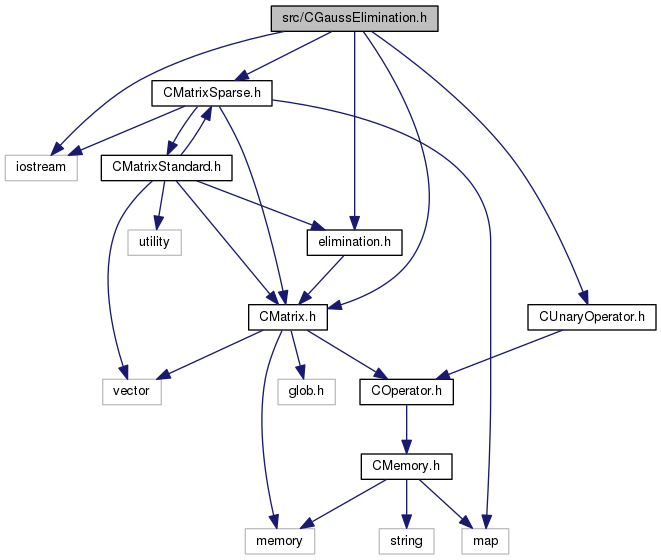 src/CGaussElimination.h
CMatrixSparse.h
iostream
CMatrixStandard.h
utility
elimination.h
CMatrix.h
CUnaryOperator.h
vector
glob.h
COperator.h
CMemory.h
memory
string
map